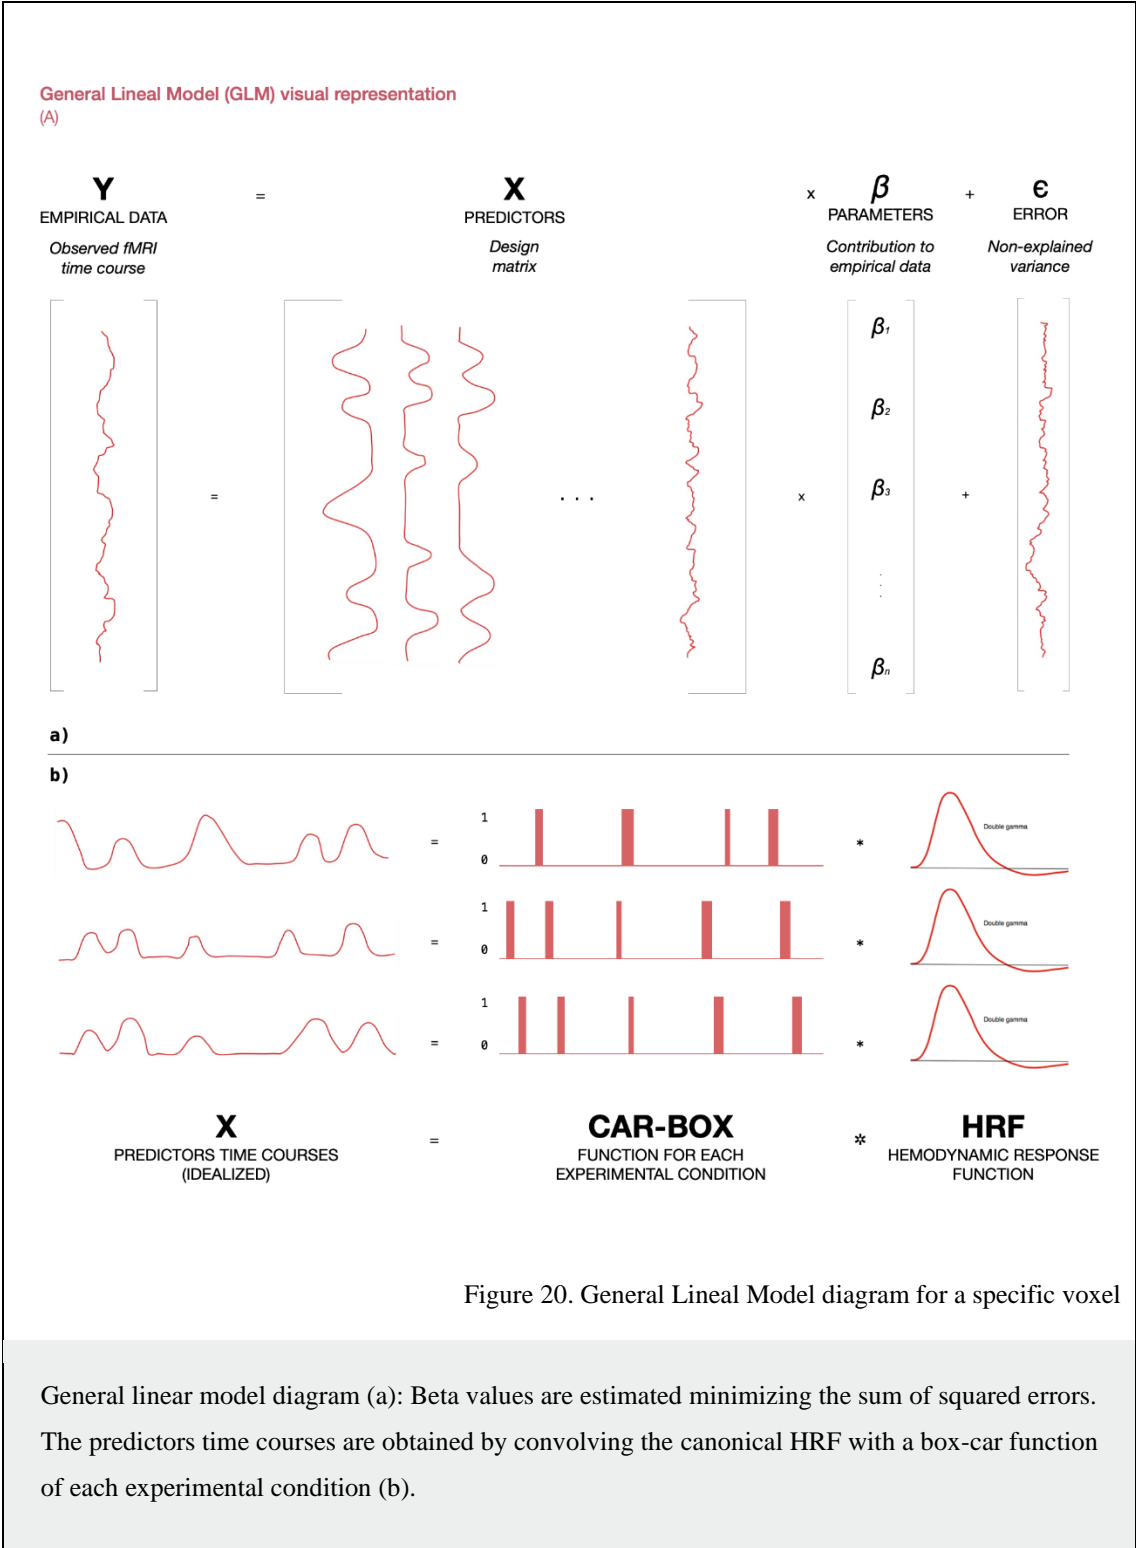 General Lineal Model (GLM) visual representation
(A)
Y = X x β + ϵ
EMPIRICAL DATA PREDICTORS PARAMETERS ERROR
Observed fMRI Design Contribution to Non-explained
time course matrix empirical data variance
β1
β2
= . . . x β3 +
βn
a)
b)
1
0
= * Double gamma
1
0
= * Double gamma
1
0
= * Double gamma
X = CAR-BOX * HRF
PREDICTORS TIME COURSES FUNCTION FOR EACH HEMODYNAMIC RESPONSE
(IDEALIZED) EXPERIMENTAL CONDITION FUNCTION
Figure 20. General Lineal Model diagram for a specific voxel
General linear model diagram (a): Beta values are estimated minimizing the sum of squared errors.
The predictors time courses are obtained by convolving the canonical HRF with a box-car function
of each experimental condition (b).